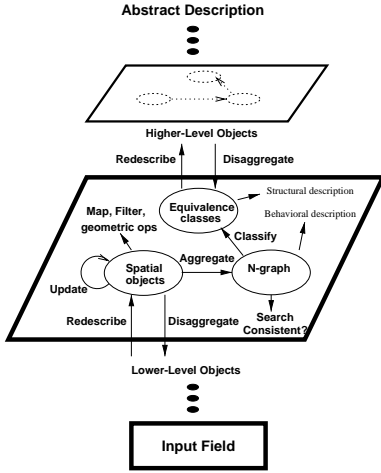 Abstract Description
Higher-Level Objects
Redescribe
Disaggregate
Equivalence
classes
Structural description
Behavioral description
Map, Filter,
geometric ops
Classify
Aggregate
Spatial
objects
N-graph
Update
Search
Consistent?
Redescribe
Disaggregate
Lower-Level Objects
Input Field